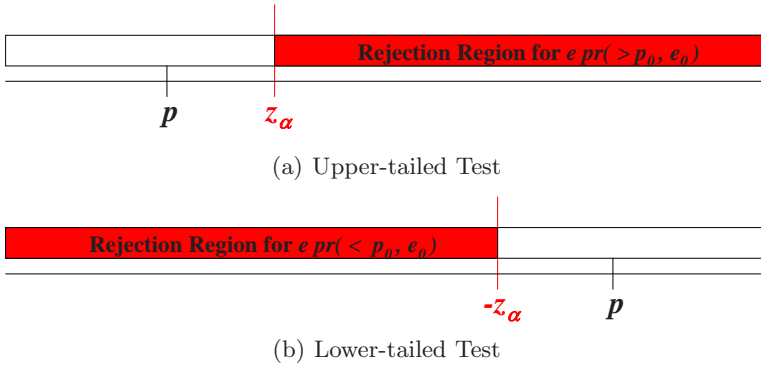 Rejection Region for e pr( > p₀, e₀)
p
zα
(a) Upper-tailed Test
Rejection Region for e pr( < p₀, e₀)
-zα
p
(b) Lower-tailed Test